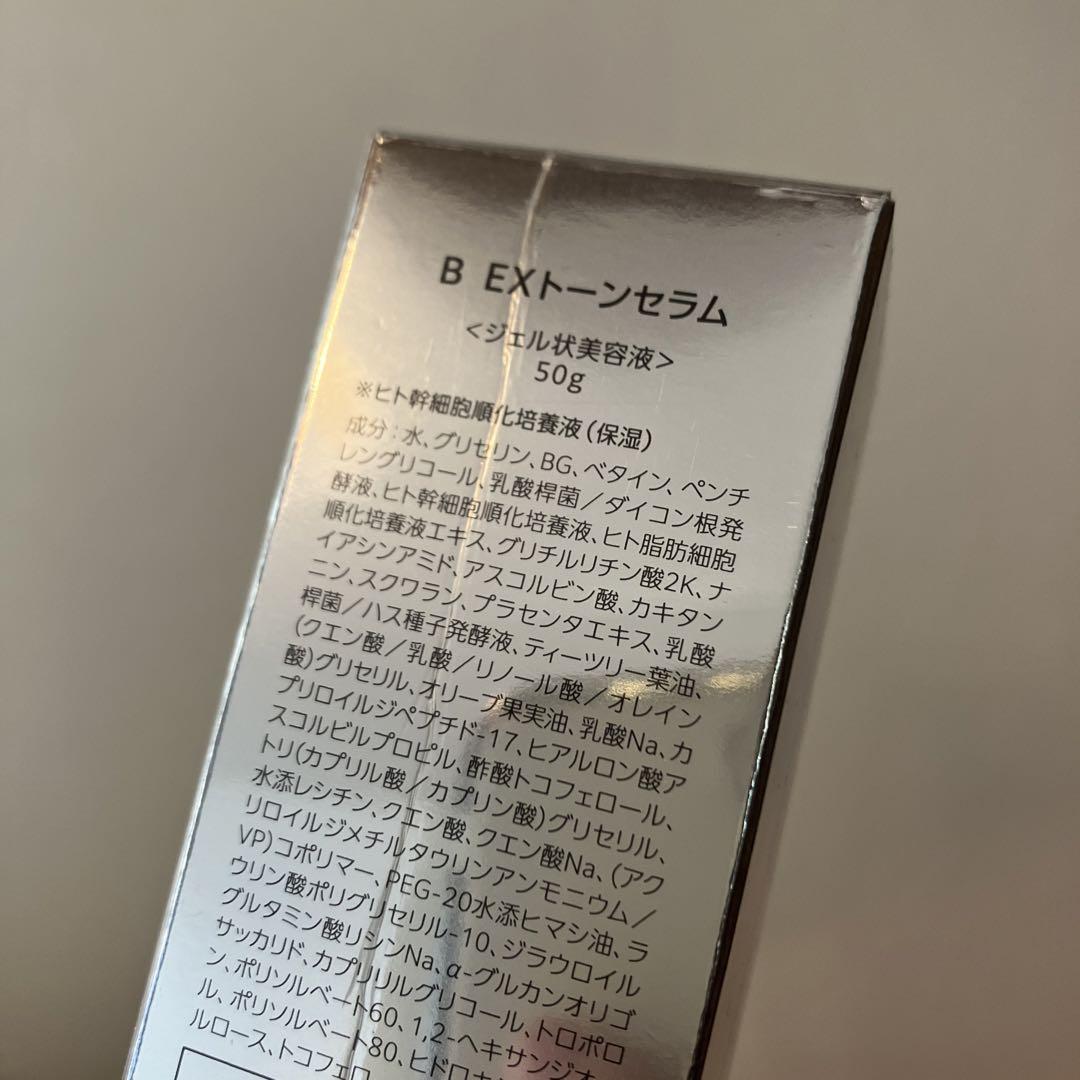 B EXトーンセラム
<ジェル状美容液>
50g
※ヒト幹細胞順化培養液(保湿)
成分:水、グリセリン、BG、ベタイン、ペンチ
レングリコール、乳酸桿菌/ダイコン根発
酵液、ヒト幹細胞順化培養液、ヒト脂肪細胞
順化培養液エキス、グリチルリチン酸2K、ナ
イアシンアミド、アスコルビン酸、カキタン
ニン、スクワラン、プラセンタエキス、乳酸
桿菌/ハス種子発酵液、ティーツリー葉油、
(クエン酸/乳酸/リノール酸/オレイン
酸)グリセリル、オリーブ果実油、乳酸Na、カ
プリロイルジペプチド-17、ヒアルロン酸ア
スコルビルプロピル、酢酸トコフェロール、
トリ(カプリル酸/カプリン酸)グリセリル、
水添レシチン、クエン酸、クエン酸Na、(アク
リロイルジメチルタウリンアンモニウム/
VP)コポリマー、PEG-20水添ヒマシ油、ラ
ウリン酸ポリグリセリル-10、ジラウロイル
グルタミン酸リシンNa、α-グルカンオリゴ
サッカリド、カプリリルグリコール、トロポロ
ン、ポリソルベート60、1,2-ヘキサンジオ
ル、ポリソルベート80、ヒドロキ
ルロース、トコフェロ